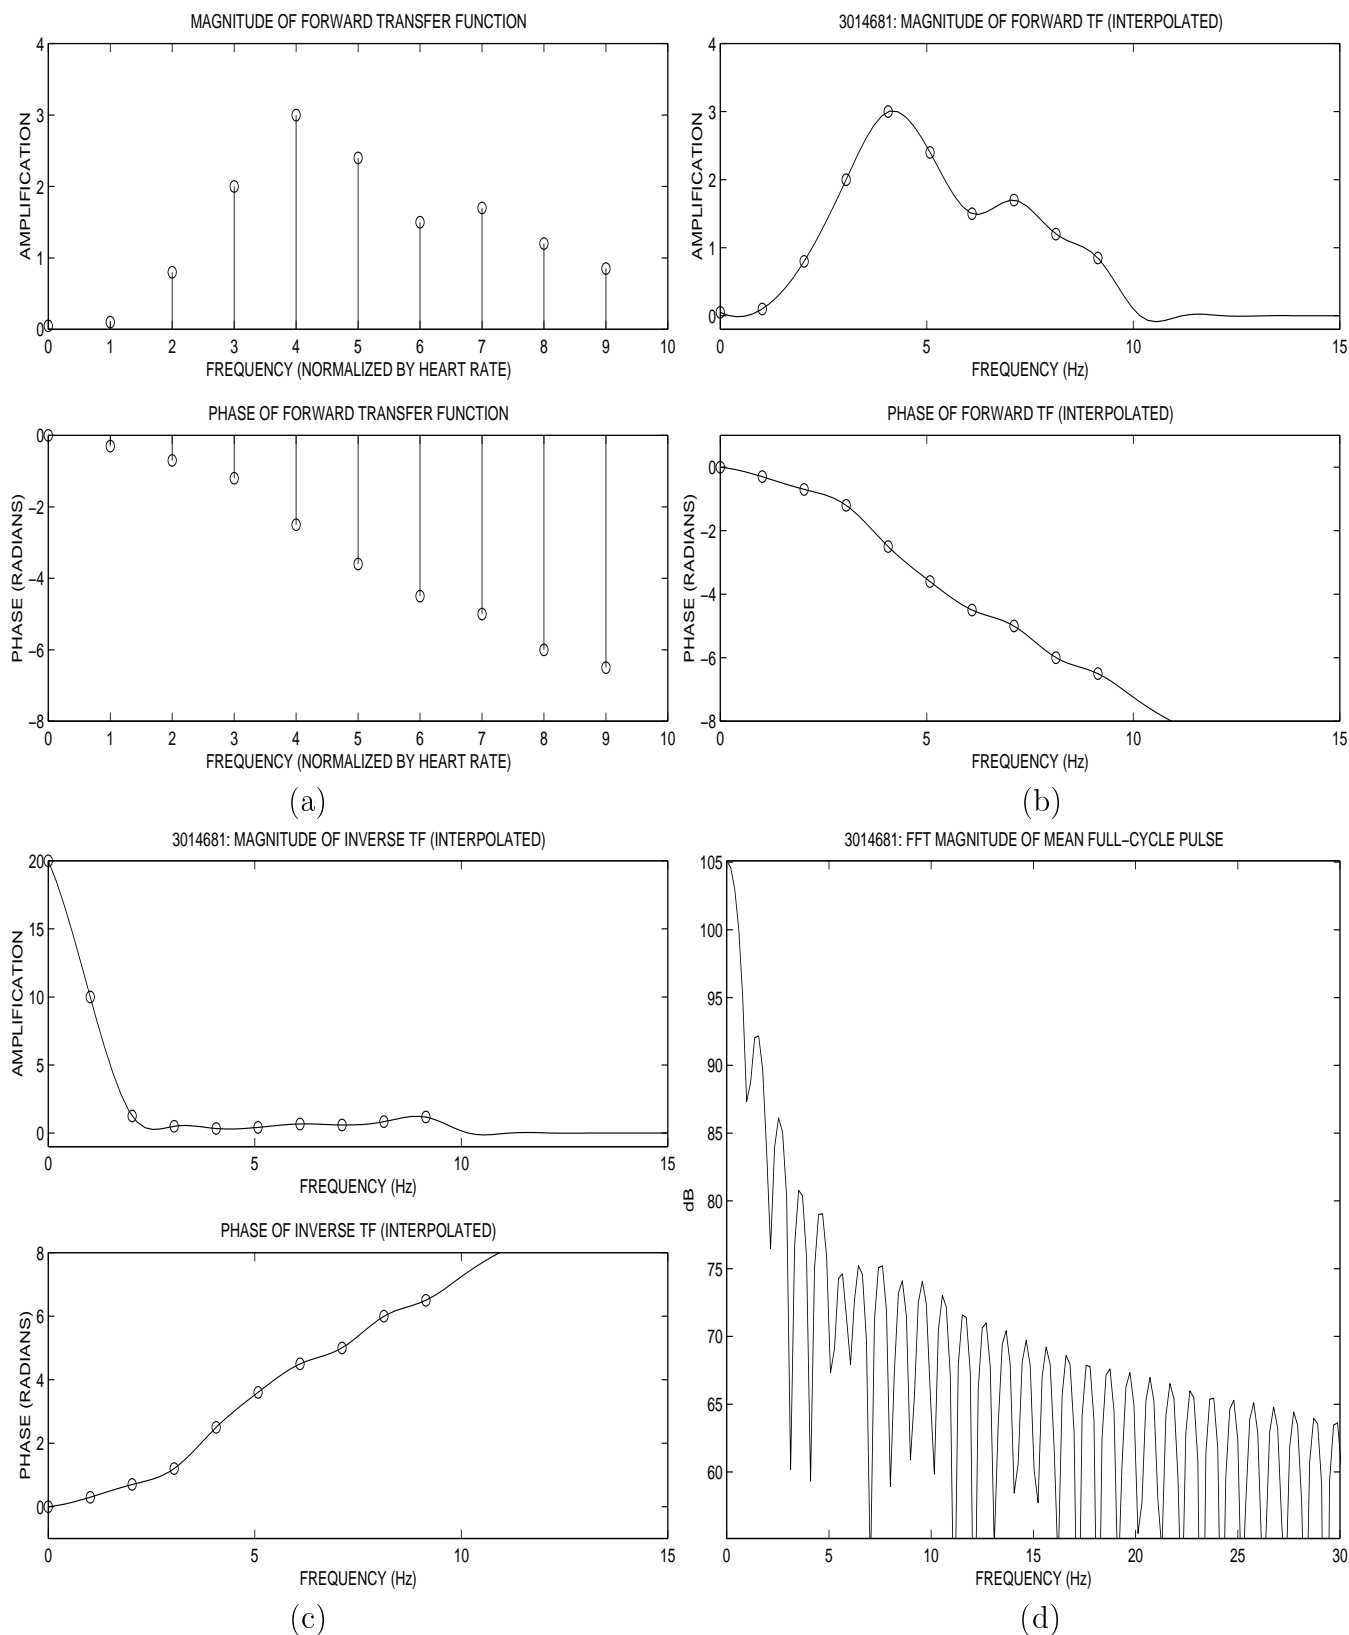 MAGNITUDE OF FORWARD TRANSFER FUNCTION
4
3
2
1
0
AMPLIFICATION
0 1 2 3 4 5 6 7 8 9 10
FREQUENCY (NORMALIZED BY HEART RATE)
PHASE OF FORWARD TRANSFER FUNCTION
0
−2
−4
−6
−8
PHASE (RADIANS)
0 1 2 3 4 5 6 7 8 9 10
FREQUENCY (NORMALIZED BY HEART RATE)
(a)
3014681: MAGNITUDE OF FORWARD TF (INTERPOLATED)
4
3
2
1
0
AMPLIFICATION
0 5 10 15
FREQUENCY (Hz)
PHASE OF FORWARD TF (INTERPOLATED)
0
−2
−4
−6
−8
PHASE (RADIANS)
0 5 10 15
FREQUENCY (Hz)
(b)
3014681: MAGNITUDE OF INVERSE TF (INTERPOLATED)
20
15
10
5
0
AMPLIFICATION
0 5 10 15
FREQUENCY (Hz)
PHASE OF INVERSE TF (INTERPOLATED)
8
6
4
2
0
PHASE (RADIANS)
0 5 10 15
FREQUENCY (Hz)
(c)
3014681: FFT MAGNITUDE OF MEAN FULL−CYCLE PULSE
105
100
95
90
85
80
75
70
65
60
dB
0 5 10 15 20 25 30
FREQUENCY (Hz)
(d)